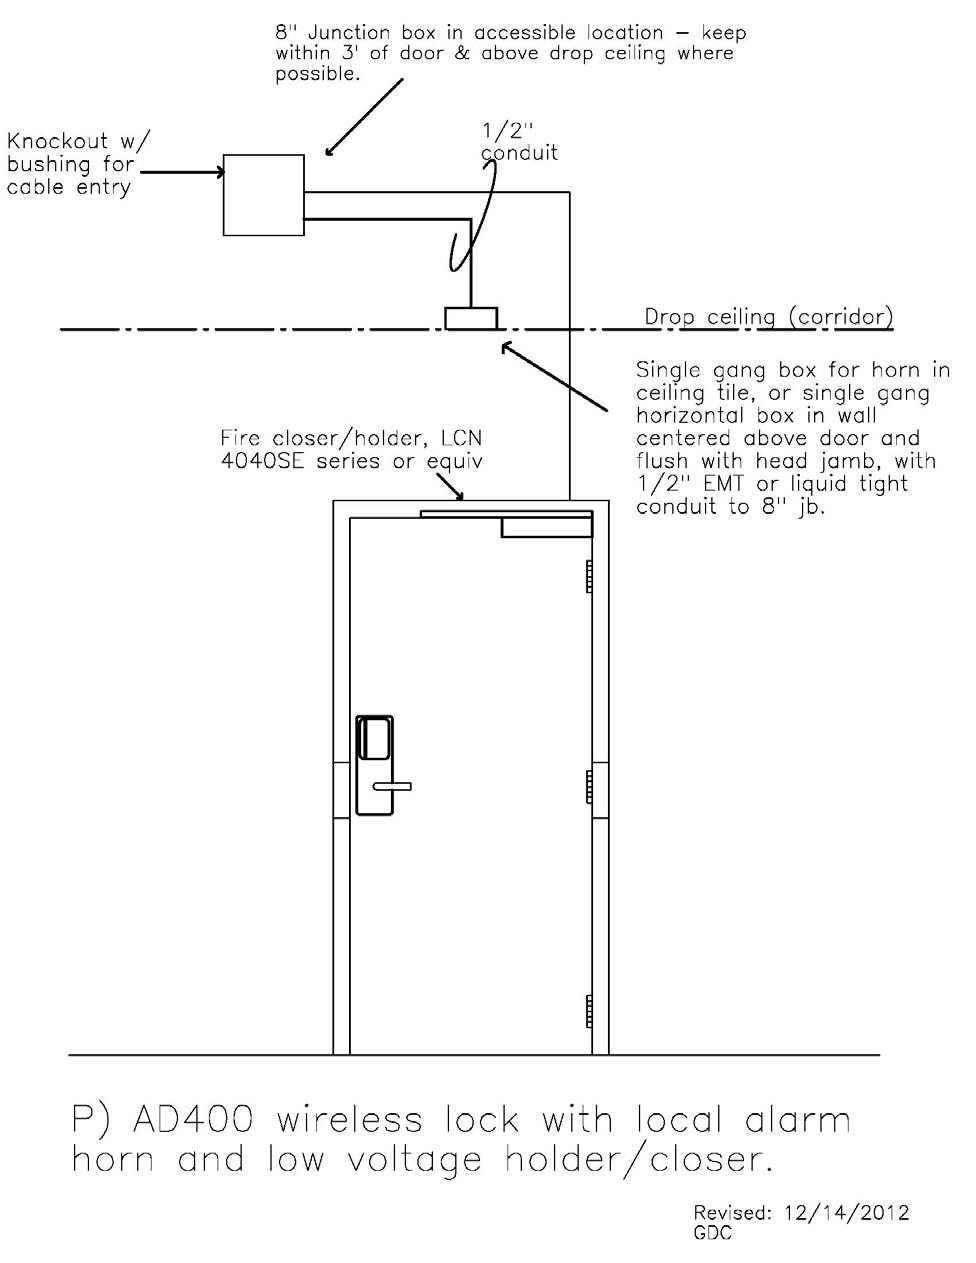 8" Junction box in accessible location – keep
within 3' of door & above drop ceiling where
possible.
1/2"
conduit
Knockout w/
bushing for
cable entry
Drop ceiling (corridor)
Single gang box for horn in
ceiling tile, or single gang
horizontal box in wall
centered above door and
flush with head jamb, with
1/2" EMT or liquid tight
conduit to 8" jb.
Fire closer/holder, LCN
4040SE series or equiv
P) AD400 wireless lock with local alarm
horn and low voltage holder/closer.
Revised: 12/14/2012
GDC